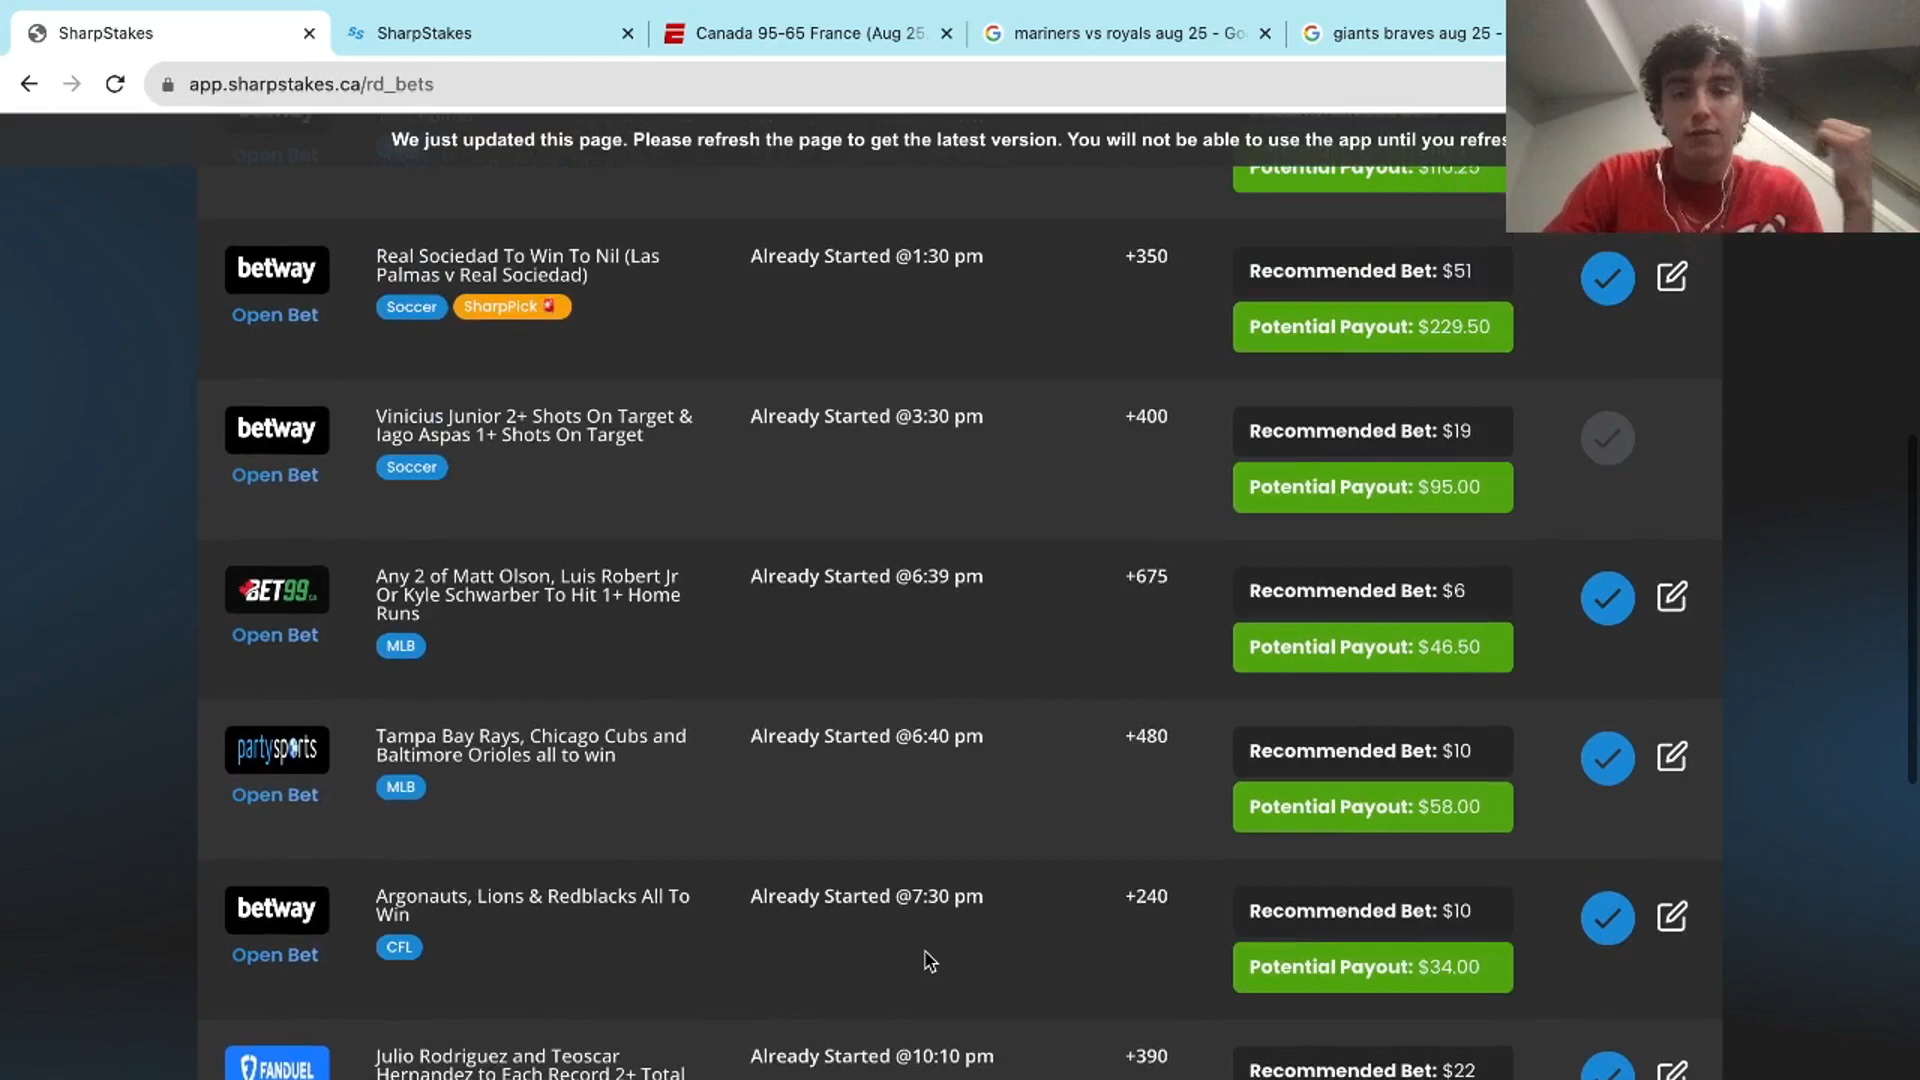 SharpStakes
SharpStakes
Canada 95-65 France (Aug 25,
mariners vs royals aug 25 - Go
giants braves aug 25 -
app.sharpstakes.ca/rd_bets
We just updated this page. Please refresh the page to get the latest version. You will not be able to use the app until you refres
Open Bet
Potential Payout: $110.25
betway
Open Bet
Real Sociedad To Win To Nil (Las
Palmas v Real Sociedad)
Soccer SharpPick
Already Started @1:30 pm
+350
Recommended Bet: $51
Potential Payout: $229.50
betway
Open Bet
Vinicius Junior 2+ Shots On Target &
Iago Aspas 1+ Shots On Target
Soccer
Already Started @3:30 pm
+400
Recommended Bet: $19
Potential Payout: $95.00
BET99.ca
Open Bet
Any 2 of Matt Olson, Luis Robert Jr
Or Kyle Schwarber To Hit 1+ Home
Runs
MLB
Already Started @6:39 pm
+675
Recommended Bet: $6
Potential Payout: $46.50
partysports
Open Bet
Tampa Bay Rays, Chicago Cubs and
Baltimore Orioles all to win
MLB
Already Started @6:40 pm
+480
Recommended Bet: $10
Potential Payout: $58.00
betway
Open Bet
Argonauts, Lions & Redblacks All To
Win
CFL
Already Started @7:30 pm
+240
Recommended Bet: $10
Potential Payout: $34.00
FANDUEL
Julio Rodriguez and Teoscar
Hernandez to Each Record 2+ Total
Already Started @10:10 pm
+390
Recommended Bet: $22